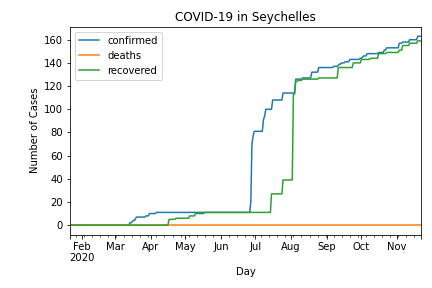 COVID-19 in Seychelles
confirmed
deaths
recovered
Number of Cases
160
140
120
100
80
60
40
20
0
Feb Mar Apr May Jun Jul Aug Sep Oct Nov
2020
Day